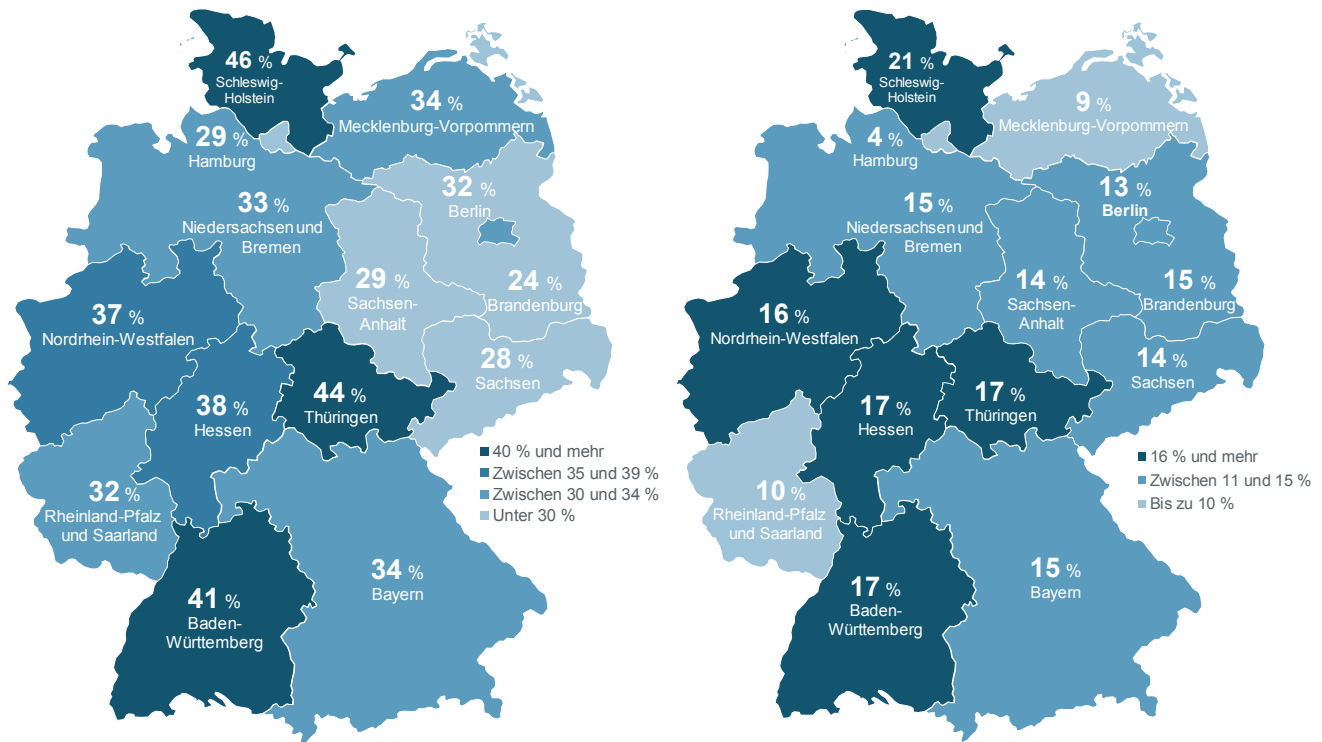 46 %
Schleswig-
Holstein
34 %
Mecklenburg-Vorpommern
29 %
Hamburg
32 %
Berlin
33 %
Niedersachsen und
Bremen
29 %
Sachsen-
Anhalt
24 %
Brandenburg
37 %
Nordrhein-Westfalen
28 %
Sachsen
44 %
Thüringen
38 %
Hessen
32 %
Rheinland-Pfalz
und Saarland
34 %
Bayern
41 %
Baden-
Württemberg
40 % und mehr
Zwischen 35 und 39 %
Zwischen 30 und 34 %
Unter 30 %
21 %
Schleswig-
Holstein
9 %
Mecklenburg-Vorpommern
4 %
Hamburg
13 %
Berlin
15 %
Niedersachsen und
Bremen
14 %
Sachsen-
Anhalt
15 %
Brandenburg
16 %
Nordrhein-Westfalen
14 %
Sachsen
17 %
Thüringen
17 %
Hessen
10 %
Rheinland-Pfalz
und Saarland
15 %
Bayern
17 %
Baden-
Württemberg
16 % und mehr
Zwischen 11 und 15 %
Bis zu 10 %